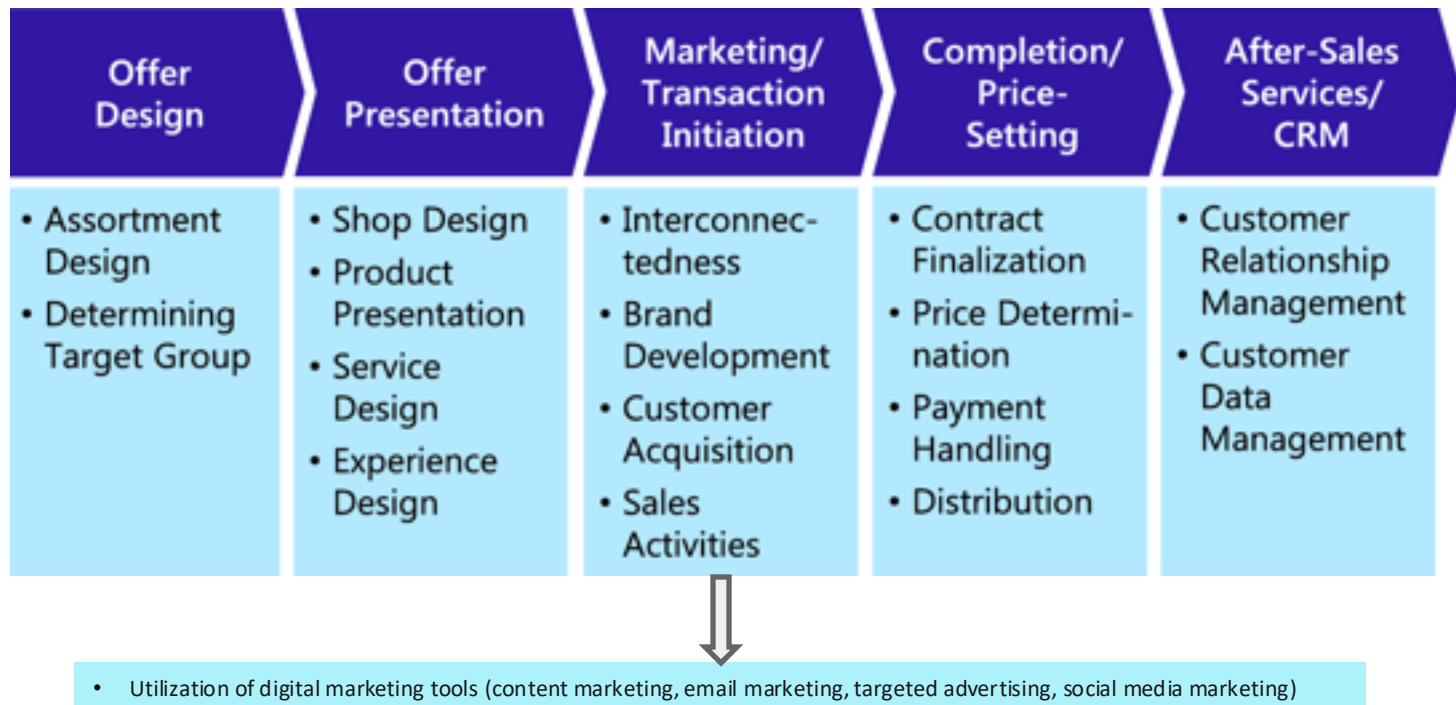 Offer
Design
Offer
Presentation
Marketing/
Transaction
Initiation
Completion/
Price-
Setting
After-Sales
Services/
CRM
• Assortment
Design
• Determining
Target Group
• Shop Design
• Product
Presentation
• Service
Design
• Experience
Design
• Interconnec-
tedness
• Brand
Development
• Customer
Acquisition
• Sales
Activities
• Contract
Finalization
• Price Determi-
nation
• Payment
Handling
• Distribution
• Customer
Relationship
Management
• Customer
Data
Management
• Utilization of digital marketing tools (content marketing, email marketing, targeted advertising, social media marketing)